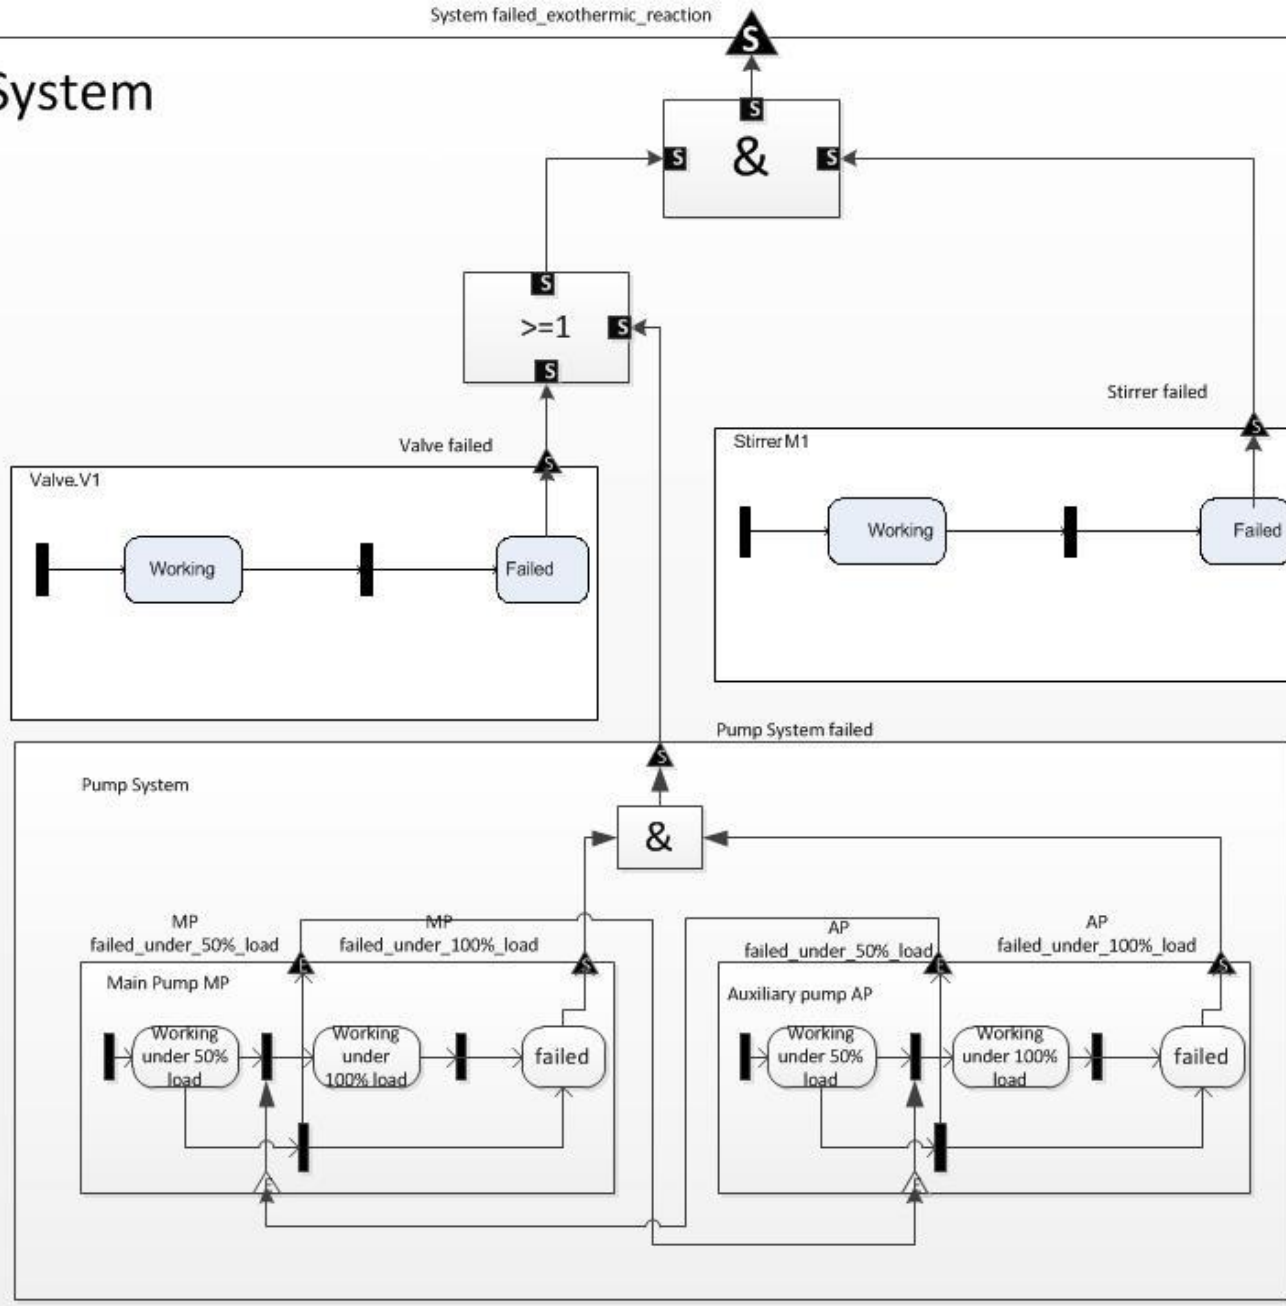 System failed_exothermic_reaction
S
System
S
S
&
S
S
>=1
S
S
Stirrer failed
S
Valve failed
S
StirrerM1
Valve.V1
Working
Failed
Working
Failed
Pump System failed
S
Pump System
&
MP
failed_under_50%_load
MP
failed_under_100%_load
AP
failed_under_50%_load
AP
failed_under_100%_load
E
S
E
S
Main Pump MP
Auxiliary pump AP
Working
under 50%
load
Working
under
100% load
failed
Working
under 50%
load
Working
under 100%
load
failed
E
E